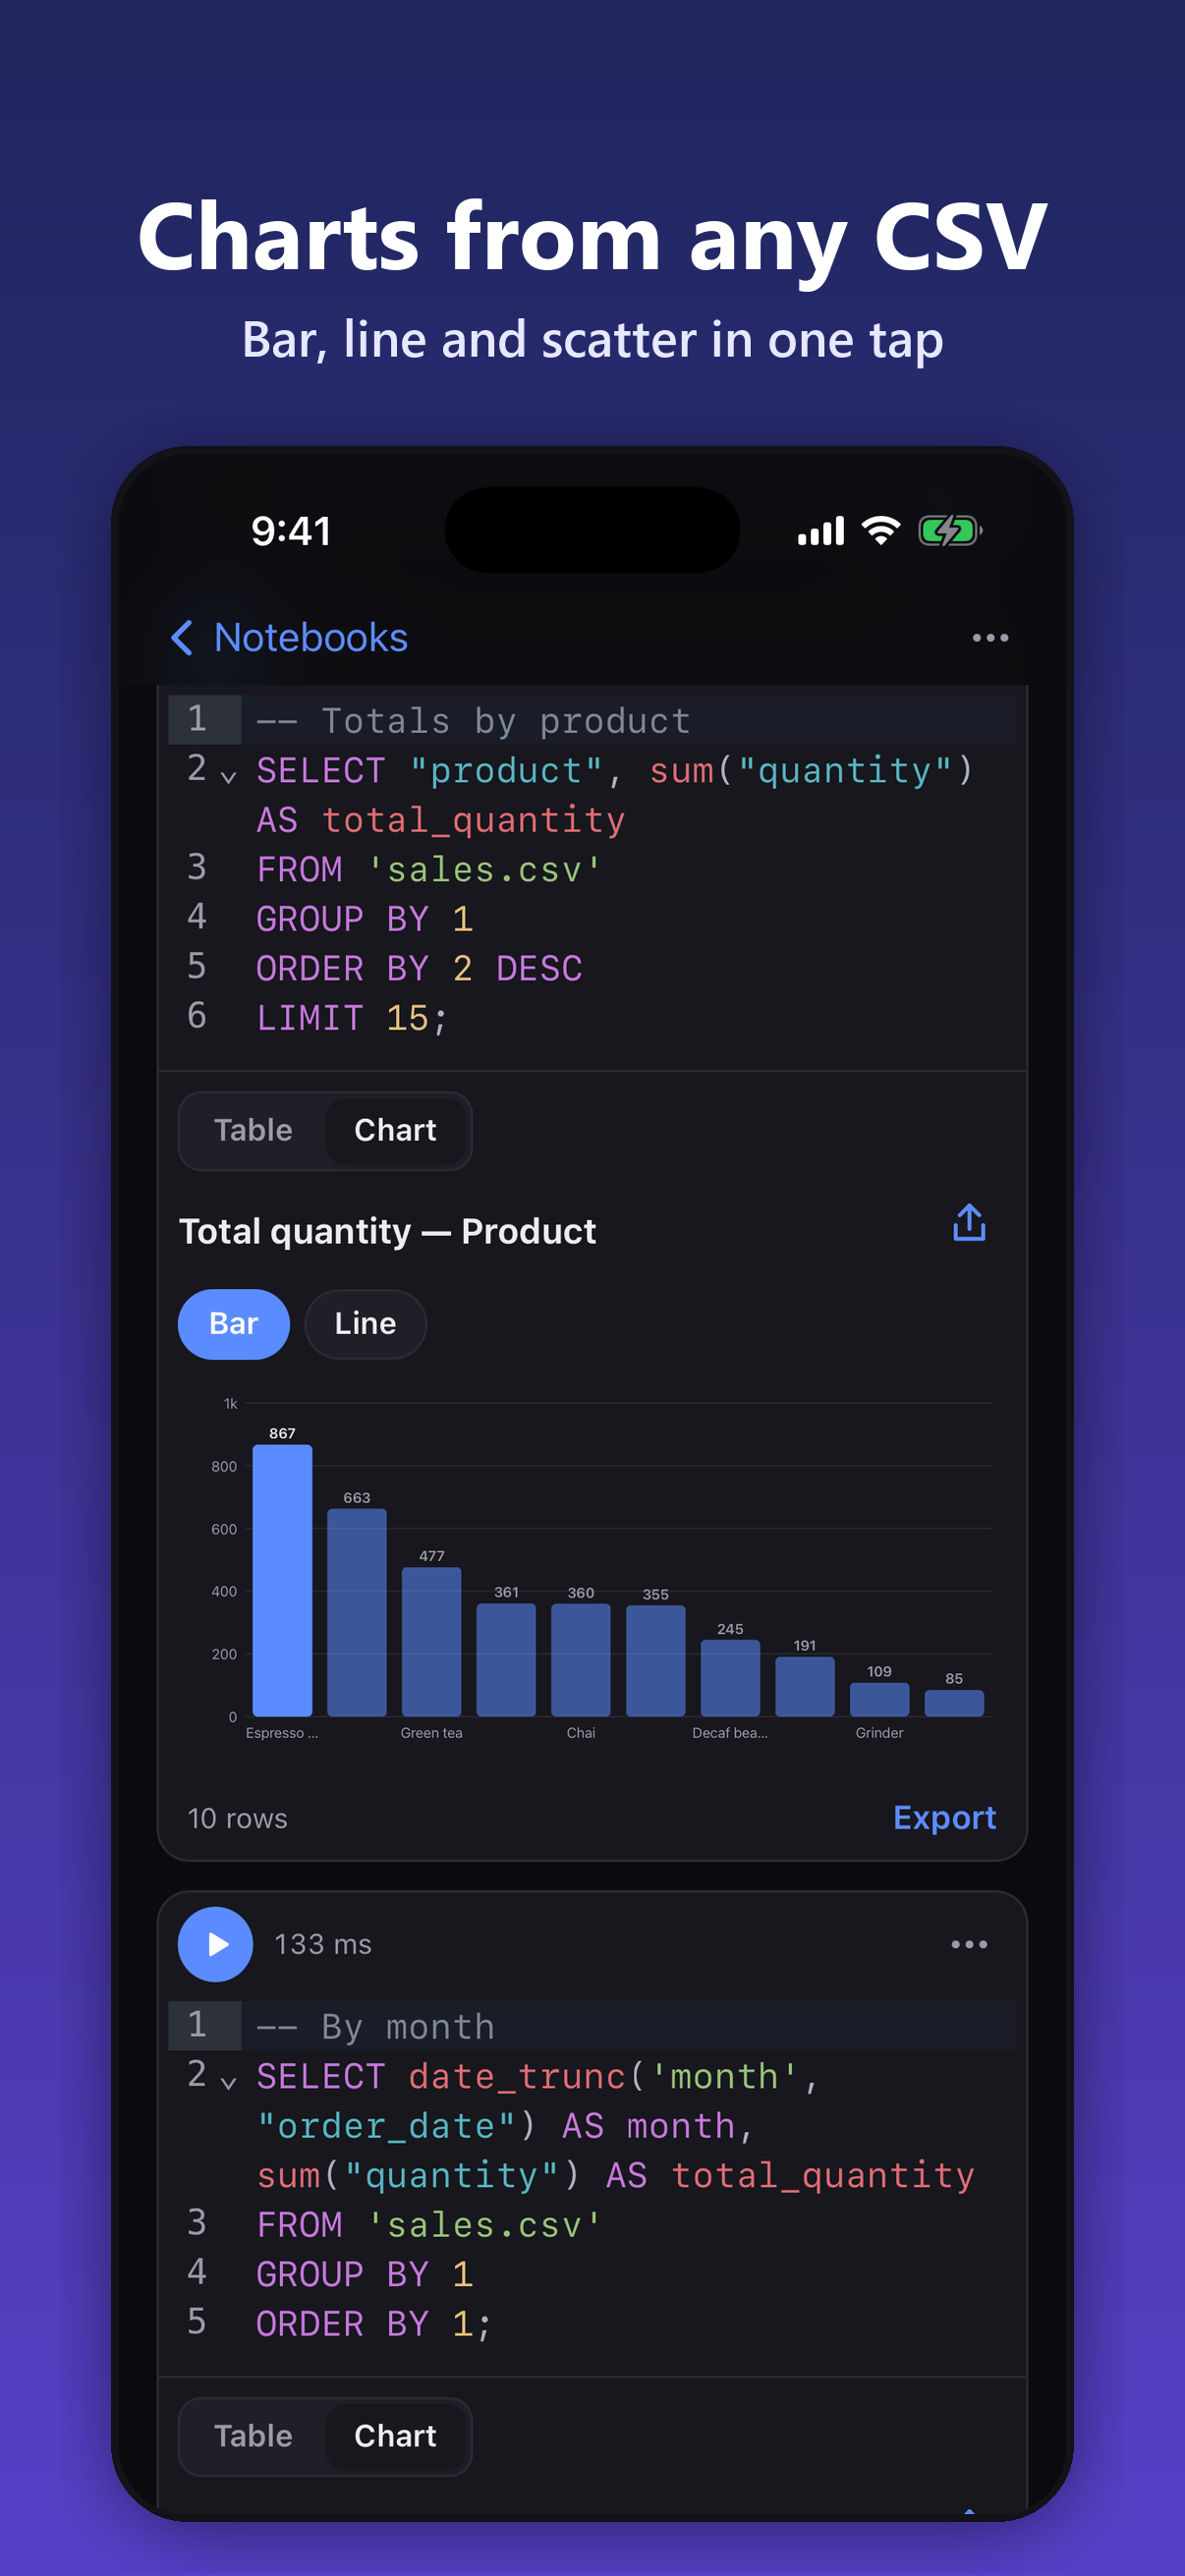 Charts from any CSV
Bar, line and scatter in one tap
9:41
Notebooks
1 -- Totals by product
2 SELECT "product", sum("quantity")
AS total_quantity
3 FROM 'sales.csv'
4 GROUP BY 1
5 ORDER BY 2 DESC
6 LIMIT 15;
Table Chart
Total quantity — Product
Bar Line
1k
867
800
663
600
477
400
361 360 355
245
200
191
109
85
0
Espresso ... Green tea Chai Decaf bea... Grinder
10 rows Export
133 ms
1 -- By month
2 SELECT date_trunc('month',
"order_date") AS month,
sum("quantity") AS total_quantity
3 FROM 'sales.csv'
4 GROUP BY 1
5 ORDER BY 1;
Table Chart